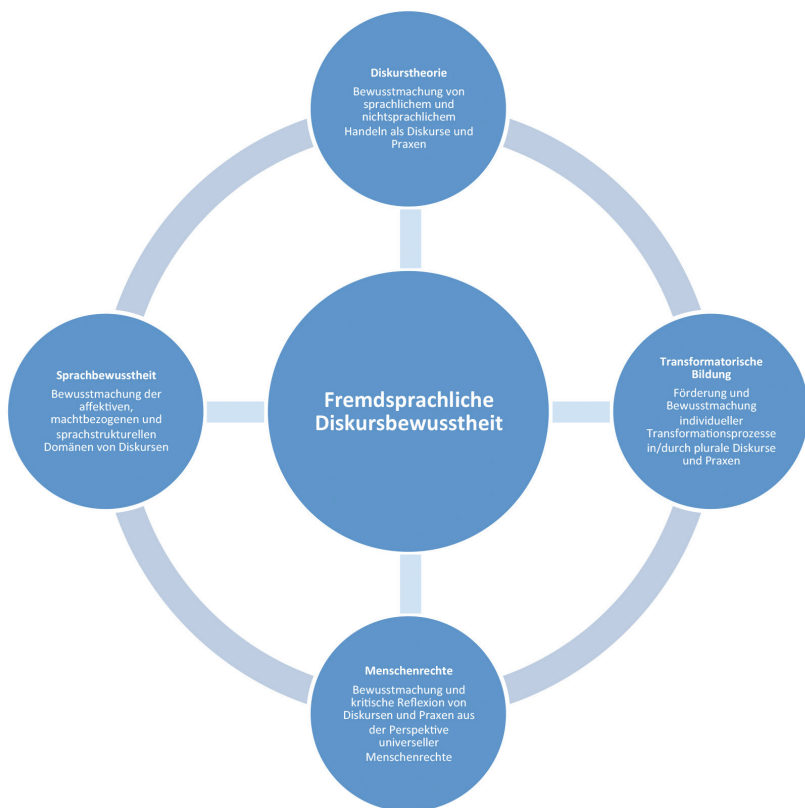 Diskurstheorie
Bewusstmachung von
sprachlichem und
nichtsprachlichem
Handeln als Diskurse und
Praxen
Sprachbewusstheit
Bewusstmachung der
affektiven,
machtbezogenen und
sprachstrukturellen
Domänen von Diskursen
Fremdsprachliche
Diskursbewusstheit
Transformatorische
Bildung
Förderung und
Bewusstmachung
individueller
Transformationsprozesse
in/durch plurale Diskurse
und Praxen
Menschenrechte
Bewusstmachung und
kritische Reflexion von
Diskursen und Praxen aus
der Perspektive
universeller
Menschenrechte